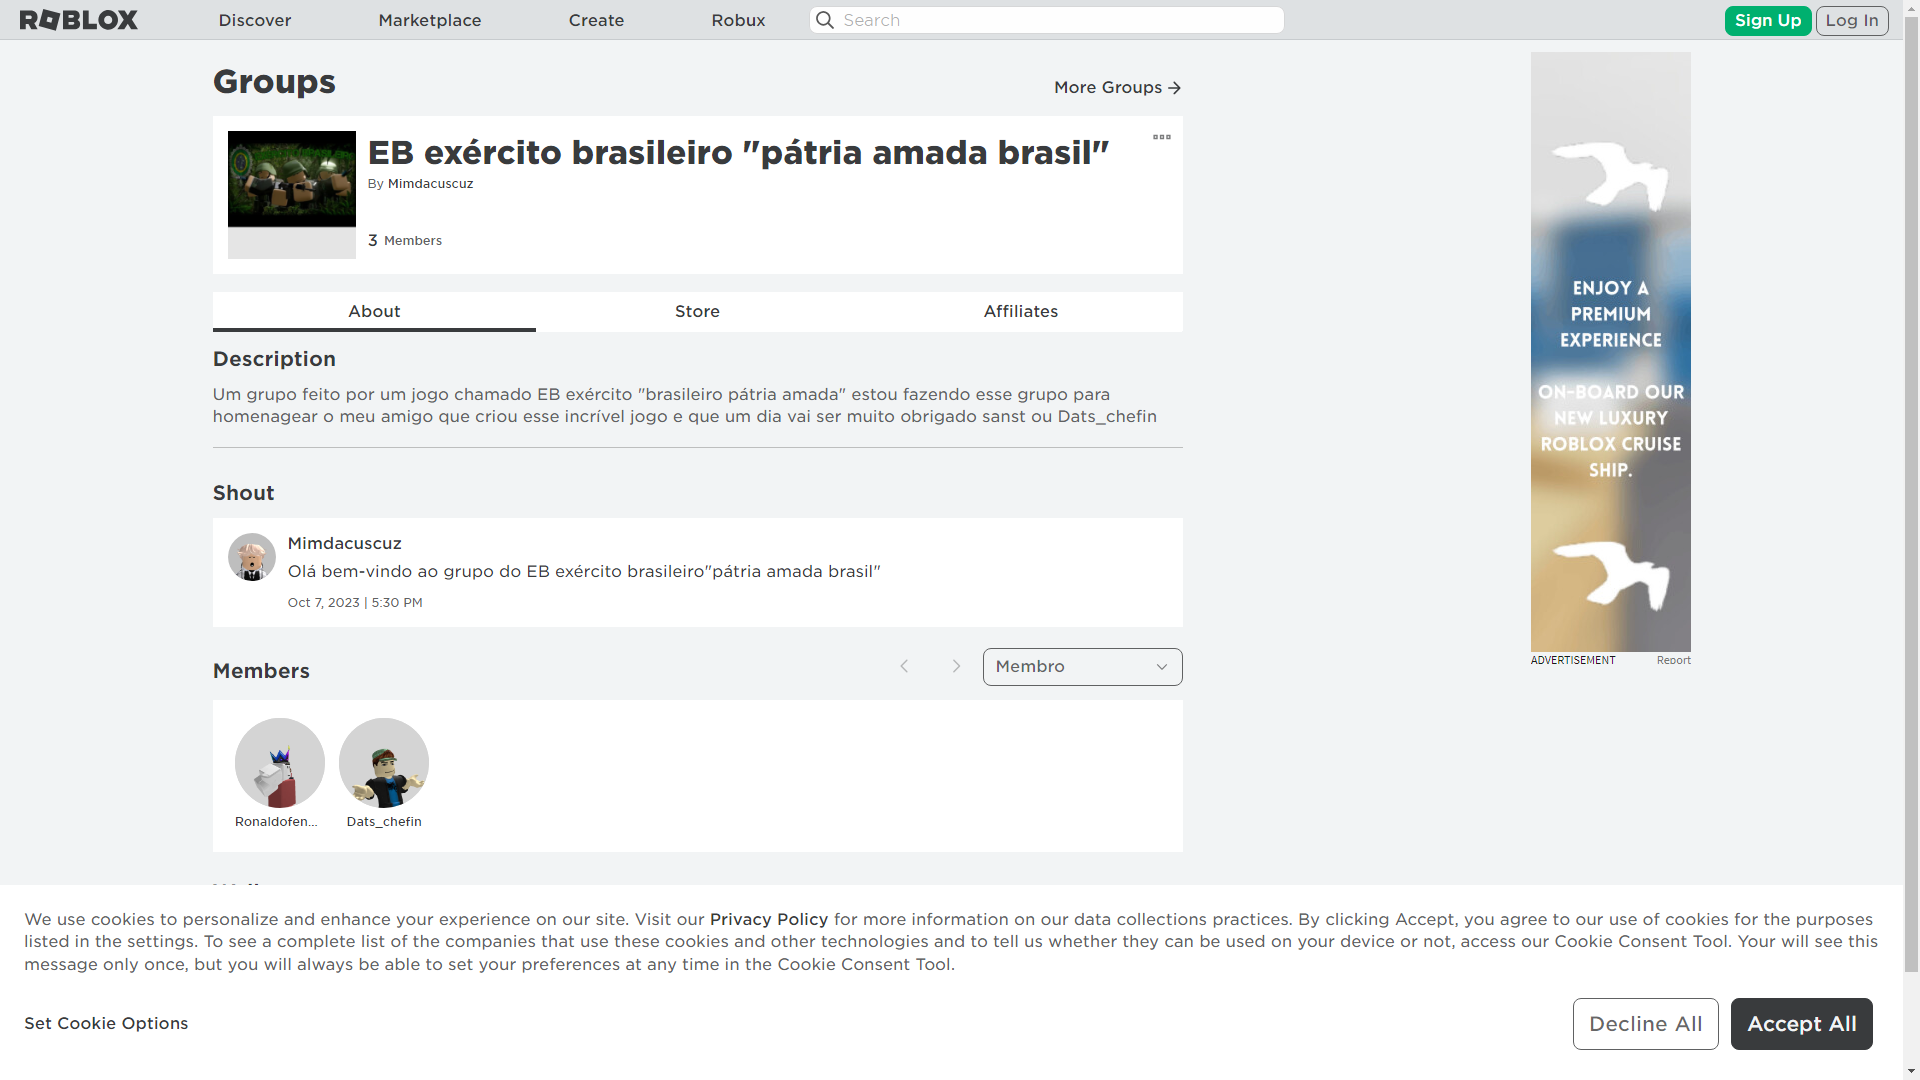 ROBLOX
Discover
Marketplace
Create
Robux
Search
Sign Up
Log In
Groups
More Groups
EB exército brasileiro "pátria amada brasil"
By Mimdacuscuz
3 Members
About
Store
Affiliates
Description
Um grupo feito por um jogo chamado EB exército "brasileiro pátria amada" estou fazendo esse grupo para
homenagear o meu amigo que criou esse incrível jogo e que um dia vai ser muito obrigado sanst ou Dats_chefin
Shout
Mimdacuscuz
Olá bem-vindo ao grupo do EB exército brasileiro"pátria amada brasil"
Oct 7, 2023 | 5:30 PM
Members
Membro
Ronaldofen...
Dats_chefin
ENJOY A
PREMIUM
EXPERIENCE
ON-BOARD OUR
NEW LUXURY
ROBLOX CRUISE
SHIP.
ADVERTISEMENT
Report
We use cookies to personalize and enhance your experience on our site. Visit our Privacy Policy for more information on our data collections practices. By clicking Accept, you agree to our use of cookies for the purposes
listed in the settings. To see a complete list of the companies that use these cookies and other technologies and to tell us whether they can be used on your device or not, access our Cookie Consent Tool. Your will see this
message only once, but you will always be able to set your preferences at any time in the Cookie Consent Tool.
Set Cookie Options
Decline All
Accept All